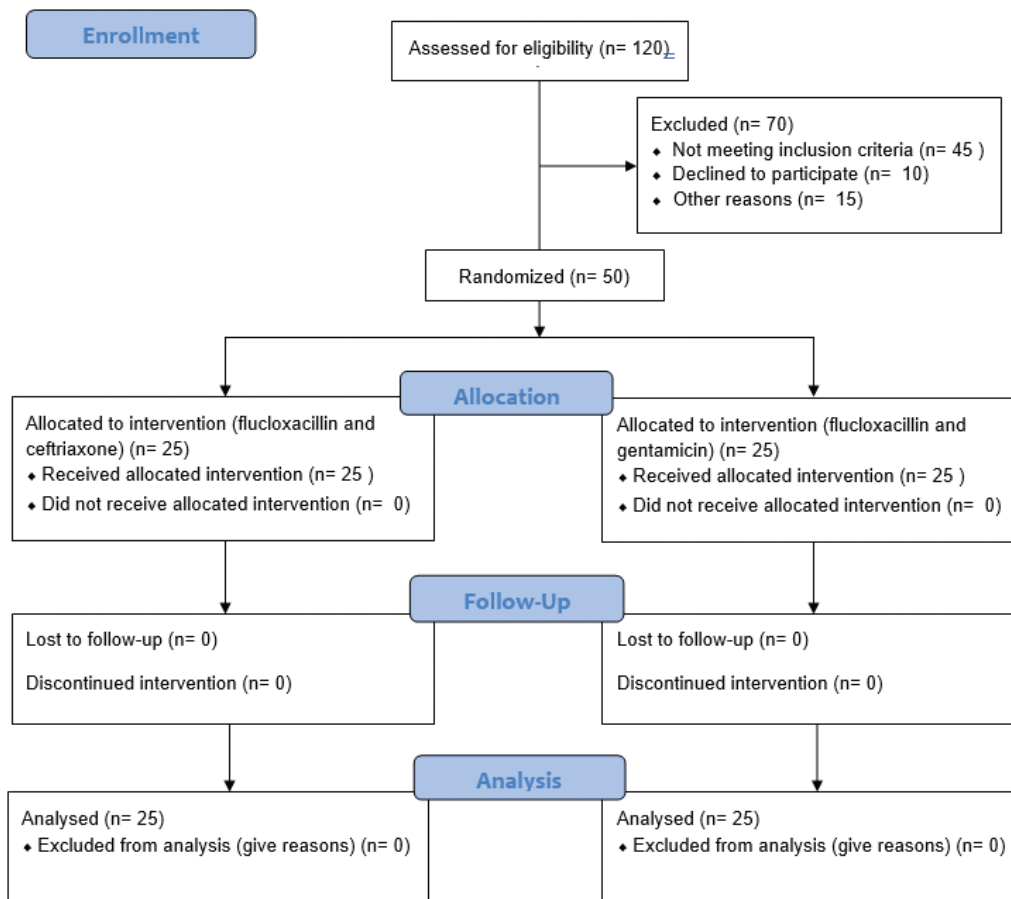 Enrollment
Assessed for eligibility (n= 120)
Excluded (n= 70)
⬥ Not meeting inclusion criteria (n= 45 )
⬥ Declined to participate (n=  10)
⬥ Other reasons (n=  15)
Randomized (n= 50)
Allocation
Allocated to intervention (flucloxacillin and
ceftriaxone) (n= 25)
⬥ Received allocated intervention (n= 25 )
⬥ Did not receive allocated intervention (n=  0)
Allocated to intervention (flucloxacillin and
gentamicin) (n= 25)
⬥ Received allocated intervention (n= 25 )
⬥ Did not receive allocated intervention (n=  0)
Follow-Up
Lost to follow-up (n= 0)
Discontinued intervention (n= 0)
Lost to follow-up (n= 0)
Discontinued intervention (n= 0)
Analysis
Analysed (n= 25)
⬥ Excluded from analysis (give reasons) (n= 0)
Analysed (n= 25)
⬥ Excluded from analysis (give reasons) (n= 0)